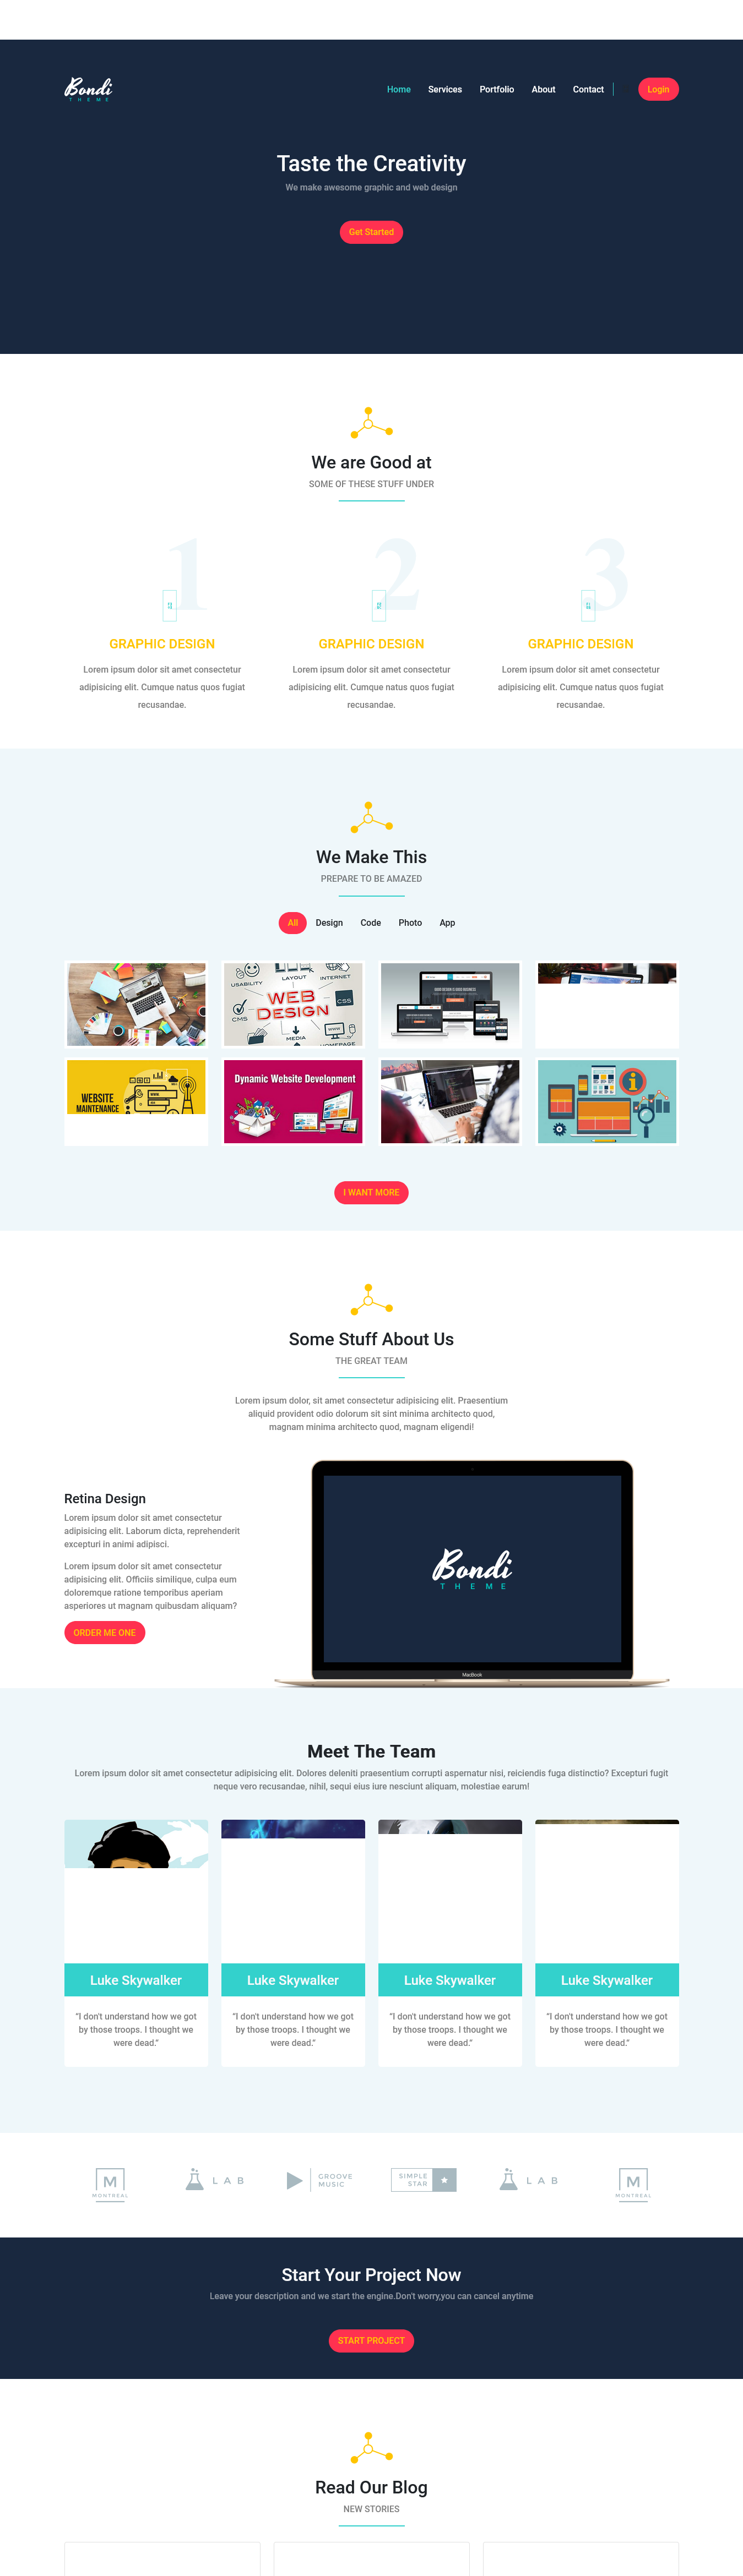 Bondi
THEME
Home Services Portfolio About Contact Login
Taste the Creativity
We make awesome graphic and web design
Get Started
We are Good at
SOME OF THESE STUFF UNDER
1 2 3
GRAPHIC DESIGN GRAPHIC DESIGN GRAPHIC DESIGN
Lorem ipsum dolor sit amet consectetur
adipisicing elit. Cumque natus quos fugiat
recusandae.
Lorem ipsum dolor sit amet consectetur
adipisicing elit. Cumque natus quos fugiat
recusandae.
Lorem ipsum dolor sit amet consectetur
adipisicing elit. Cumque natus quos fugiat
recusandae.
We Make This
PREPARE TO BE AMAZED
All Design Code Photo App
USABILITY
LAYOUT
INTERNET
WEB
DESIGN
CSS
CMS
MEDIA
HOMEPAGE
WEBSITE
MAINTENANCE
Dynamic Website Development
I WANT MORE
Some Stuff About Us
THE GREAT TEAM
Lorem ipsum dolor, sit amet consectetur adipisicing elit. Praesentium
aliquid provident odio dolorum sit sint minima architecto quod,
magnam minima architecto quod, magnam eligendi!
Retina Design
Lorem ipsum dolor sit amet consectetur
adipisicing elit. Laborum dicta, reprehenderit
excepturi in animi adipisci.
Lorem ipsum dolor sit amet consectetur
adipisicing elit. Officiis similique, culpa eum
doloremque ratione temporibus aperiam
asperiores ut magnam quibusdam aliquam?
ORDER ME ONE
Bondi
THEME
MacBook
Meet The Team
Lorem ipsum dolor sit amet consectetur adipisicing elit. Dolores deleniti praesentium corrupti aspernatur nisi, reiciendis fuga distinctio? Excepturi fugit
neque vero recusandae, nihil, sequi eius iure nesciunt aliquam, molestiae earum!
Luke Skywalker Luke Skywalker Luke Skywalker Luke Skywalker
“I don't understand how we got
by those troops. I thought we
were dead.”
“I don't understand how we got
by those troops. I thought we
were dead.”
“I don't understand how we got
by those troops. I thought we
were dead.”
“I don't understand how we got
by those troops. I thought we
were dead.”
M
MONTREAL
LAB
GROOVE
MUSIC
SIMPLE
STAR
LAB
M
MONTREAL
Start Your Project Now
Leave your description and we start the engine.Don't worry,you can cancel anytime
START PROJECT
Read Our Blog
NEW STORIES